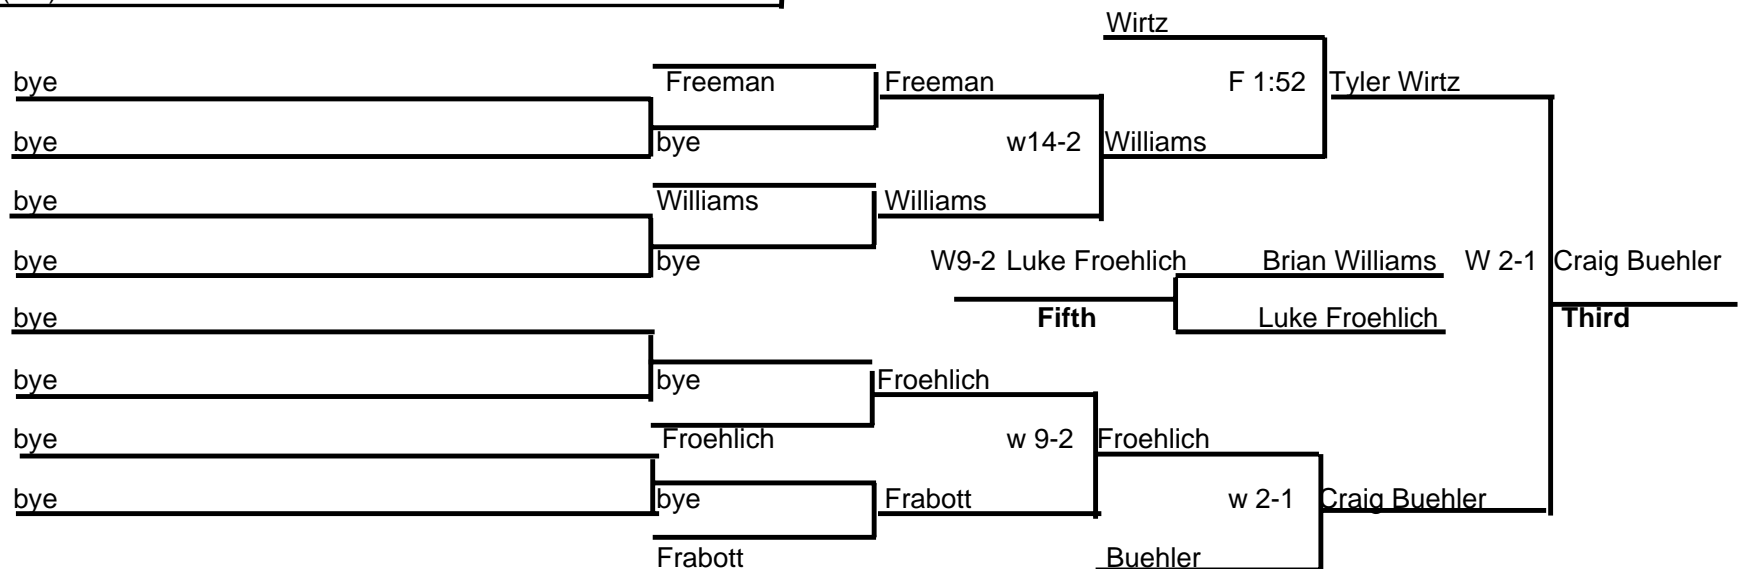 Wirtz
bye Freeman Freeman F 1:52 Tyler Wirtz
bye bye w14-2 Williams
bye Williams Williams
bye bye W9-2 Luke Froehlich Brian Williams W 2-1 Craig Buehler
bye Fifth Luke Froehlich Third
bye bye Froehlich
bye Froehlich w 9-2 Froehlich
bye bye Frabott w 2-1 Craig Buehler
Frabott Buehler